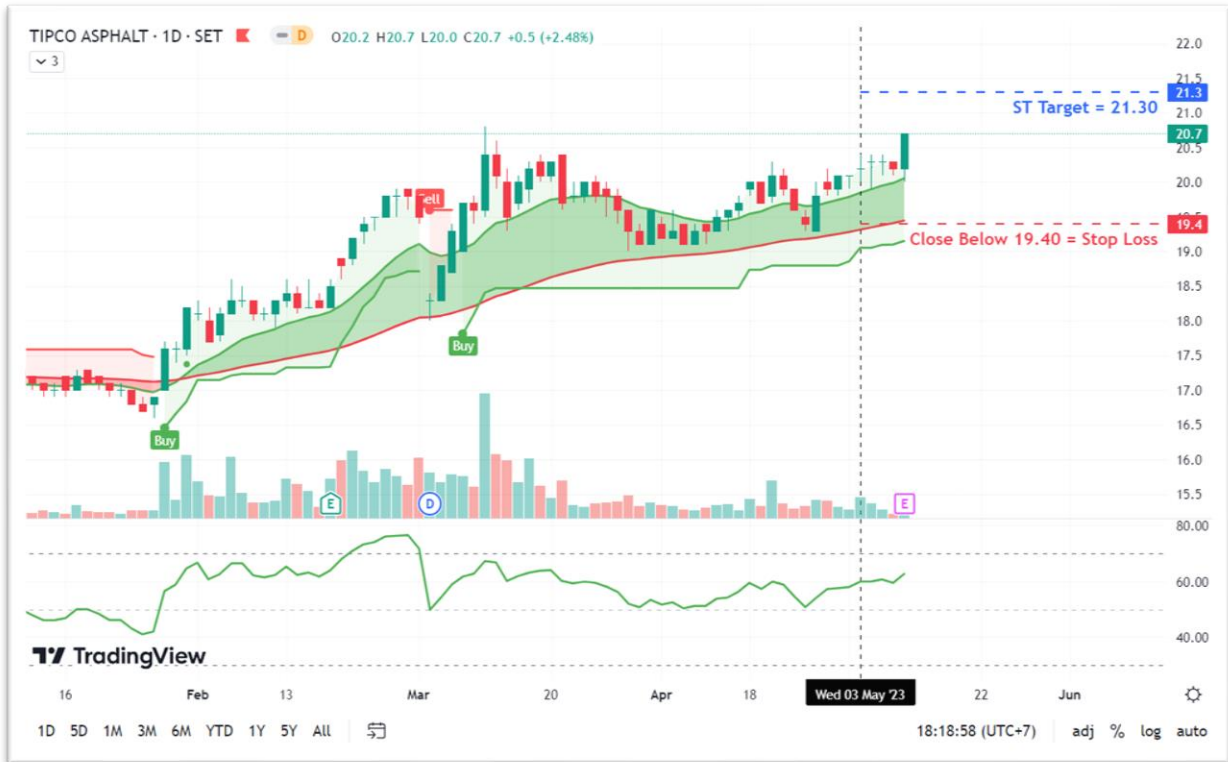 TIPCO ASPHALT · 1D · SET D O20.2 H20.7 L20.0 C20.7 +0.5 (+2.48%)
3
22.0
21.5
21.3
ST Target = 21.30
21.0
20.7
20.5
20.0
Sell
19.4
Close Below 19.40 = Stop Loss
19.0
18.5
18.0
Buy
17.5
17.0
16.5
Buy
16.0
15.5
E D E
80.00
60.00
40.00
TradingView
16 Feb 13 Mar 20 Apr 18 Wed 03 May '23 22 Jun
1D 5D 1M 3M 6M YTD 1Y 5Y All 18:18:58 (UTC+7) adj % log auto